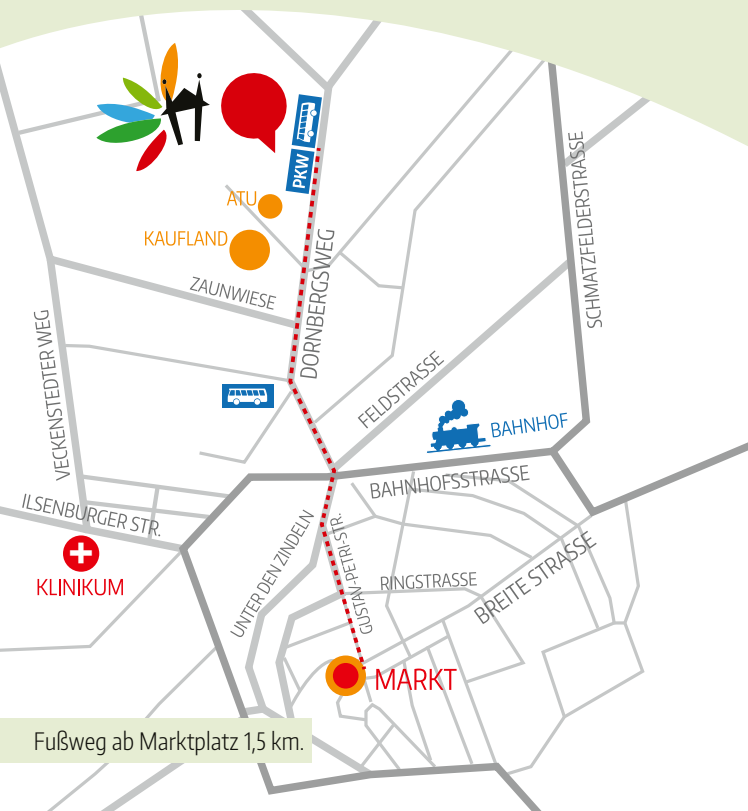 PKW
ATU
KAUFLAND
ZAUNWIESE
DORNBERGSWEG
SCHMATZFELDERSTRASSE
VECKENSTEDTER WEG
FELDSTRASSE
BAHNHOF
BAHNHOFSSTRASSE
ILSENBURGER STR.
KLINIKUM
UNTER DEN ZINDELN
GUSTAV-PETRI-STR.
RINGSTRASSE
BREITE STRASSE
MARKT
Fußweg ab Marktplatz 1,5 km.